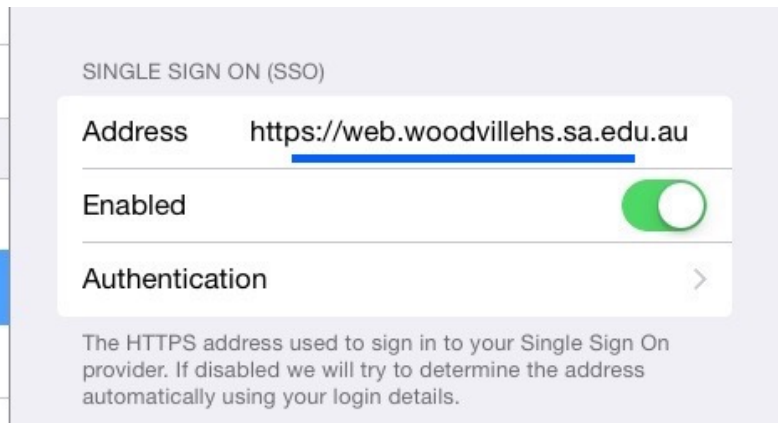 SINGLE SIGN ON (SSO)
Address https://web.woodvillehs.sa.edu.au
Enabled
Authentication
The HTTPS address used to sign in to your Single Sign On
provider. If disabled we will try to determine the address
automatically using your login details.